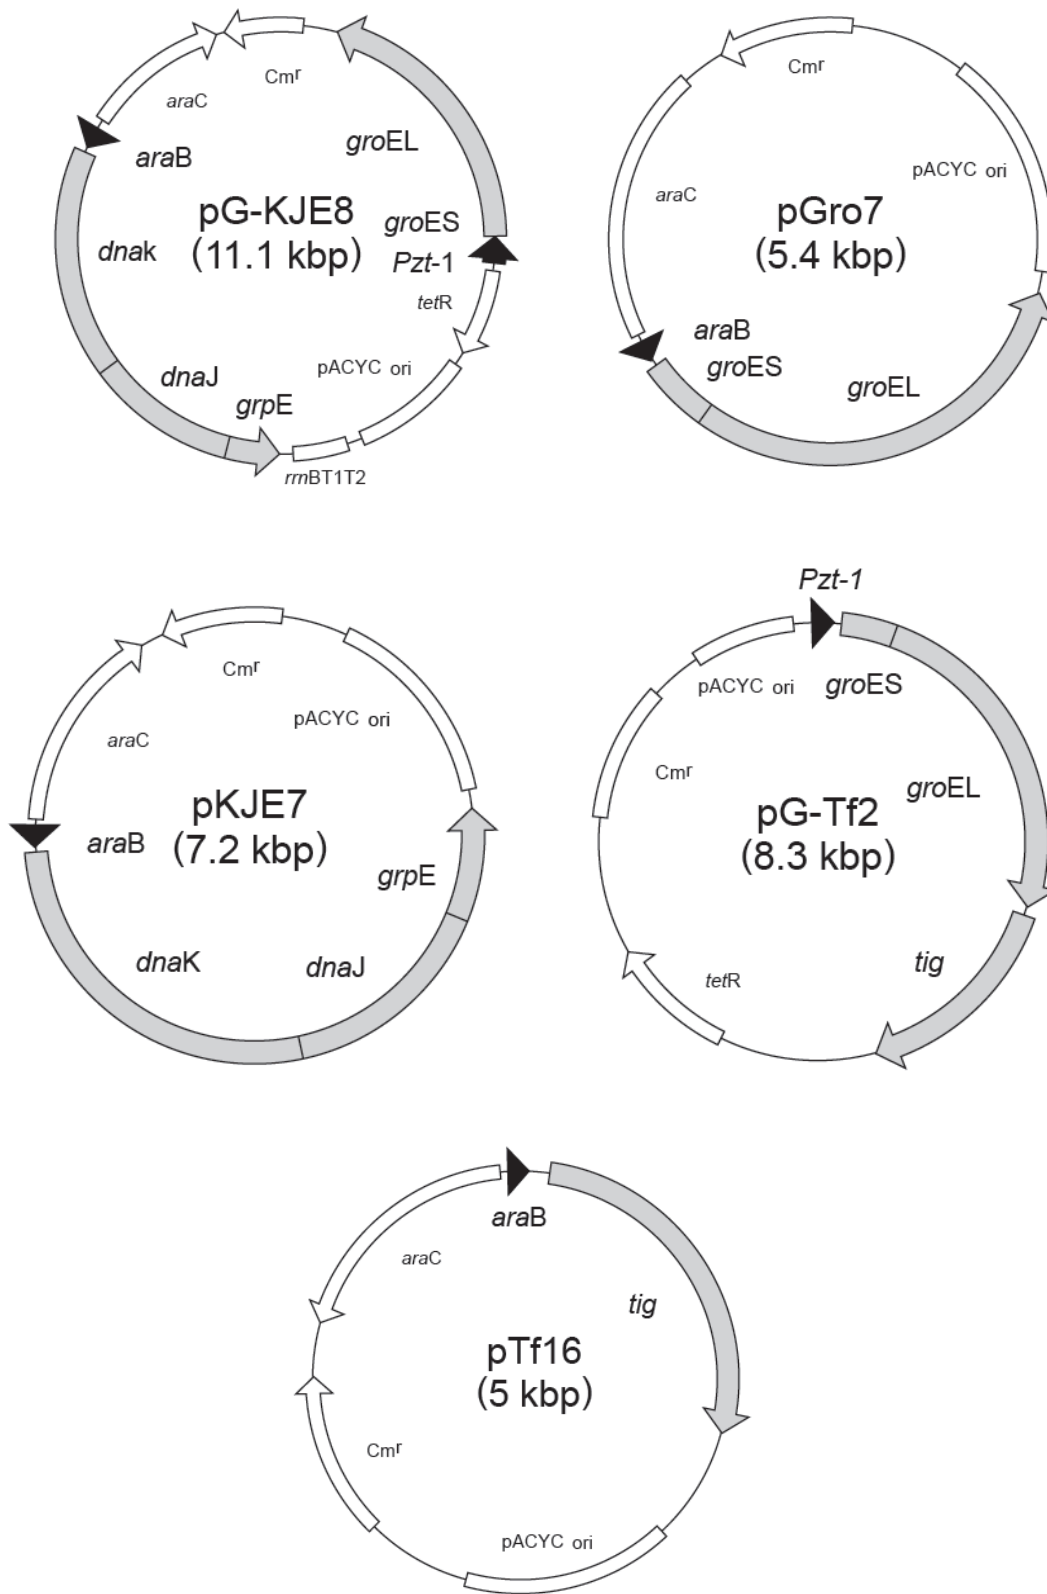 Cmr
araC
groEL
araB
pG-KJE8
(11.1 kbp)
dnak
groES
Pzt-1
tetR
pACYC ori
dnaJ
grpE
rrnBT1T2
Cmr
pACYC ori
araC
pGro7
(5.4 kbp)
araB
groES
groEL
Cmr
pACYC ori
araC
pKJE7
(7.2 kbp)
araB
grpE
dnaK
dnaJ
Pzt-1
pACYC ori
groES
Cmr
groEL
pG-Tf2
(8.3 kbp)
tig
tetR
araB
araC
tig
pTf16
(5 kbp)
Cmr
pACYC ori